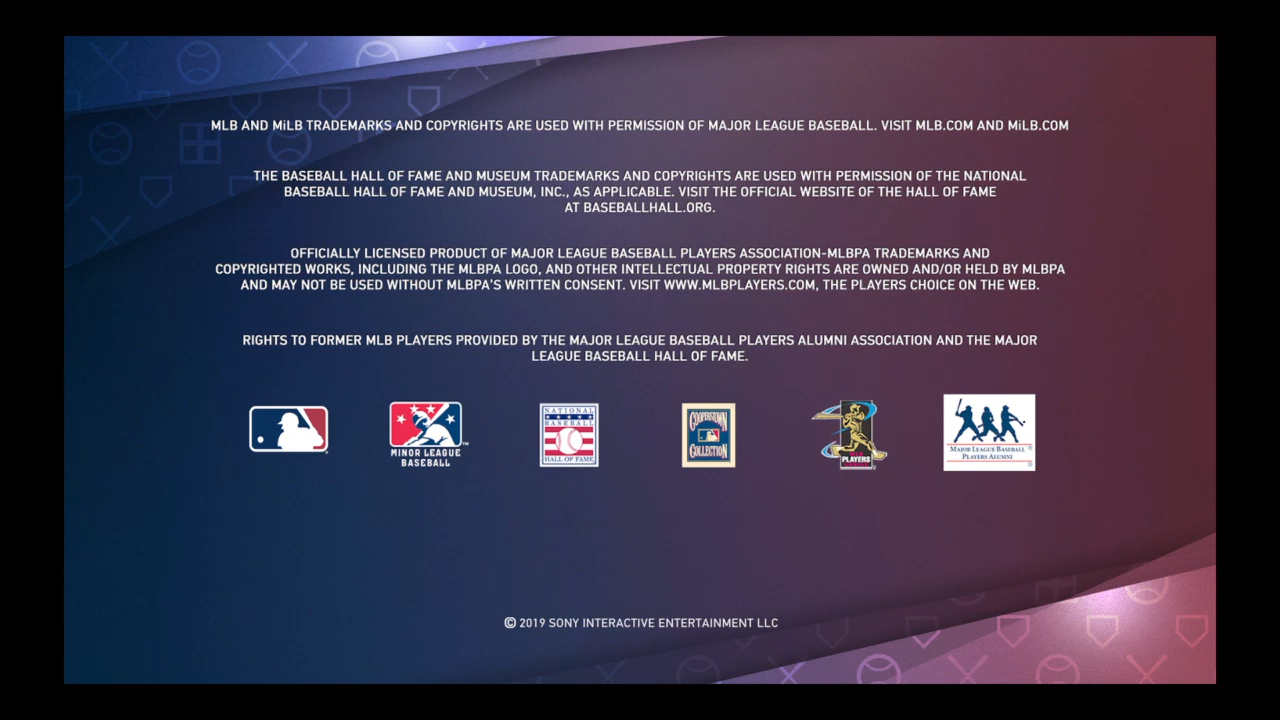 MLB AND MiLB TRADEMARKS AND COPYRIGHTS ARE USED WITH PERMISSION OF MAJOR LEAGUE BASEBALL. VISIT MLB.COM AND MiLB.COM
THE BASEBALL HALL OF FAME AND MUSEUM TRADEMARKS AND COPYRIGHTS ARE USED WITH PERMISSION OF THE NATIONAL
BASEBALL HALL OF FAME AND MUSEUM, INC., AS APPLICABLE. VISIT THE OFFICIAL WEBSITE OF THE HALL OF FAME
AT BASEBALLHALL.ORG.
OFFICIALLY LICENSED PRODUCT OF MAJOR LEAGUE BASEBALL PLAYERS ASSOCIATION-MLBPA TRADEMARKS AND
COPYRIGHTED WORKS, INCLUDING THE MLBPA LOGO, AND OTHER INTELLECTUAL PROPERTY RIGHTS ARE OWNED AND/OR HELD BY MLBPA
AND MAY NOT BE USED WITHOUT MLBPA'S WRITTEN CONSENT. VISIT WWW.MLBPLAYERS.COM, THE PLAYERS CHOICE ON THE WEB.
RIGHTS TO FORMER MLB PLAYERS PROVIDED BY THE MAJOR LEAGUE BASEBALL PLAYERS ALUMNI ASSOCIATION AND THE MAJOR
LEAGUE BASEBALL HALL OF FAME.
MINOR LEAGUE
BASEBALL
TM
NATIONAL
BASEBALL
HALL OF FAME
COOPERSTOWN
COLLECTION
PLAYERS
MAJOR LEAGUE BASEBALL
PLAYERS ALUMNI
© 2019 SONY INTERACTIVE ENTERTAINMENT LLC